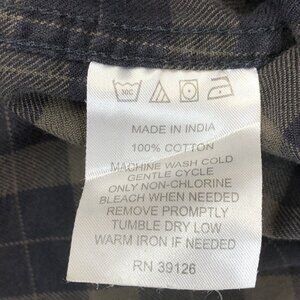 30C
MADE IN INDIA
100% COTTON
MACHINE WASH COLD
GENTLE CYCLE
ONLY NON-CHLORINE
BLEACH WHEN NEEDED
REMOVE PROMPTLY
TUMBLE DRY LOW
WARM IRON IF NEEDED
RN 39126